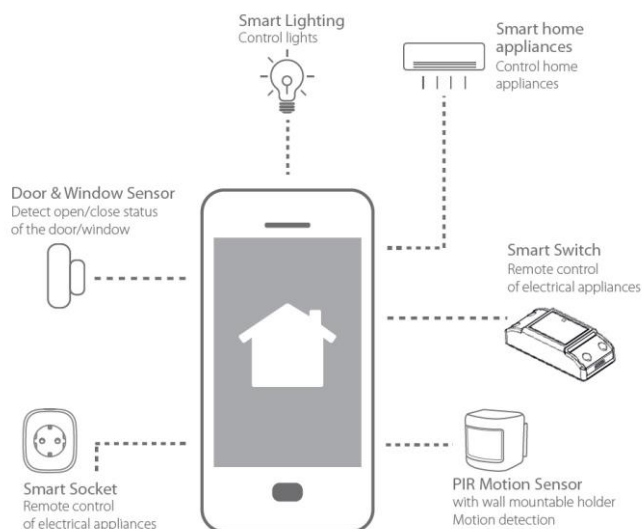 Smart Lighting
Control lights
Smart home
appliances
Control home
appliances
Door & Window Sensor
Detect open/close status
of the door/window
Smart Switch
Remote control
of electrical appliances
Smart Socket
Remote control
of electrical appliances
PIR Motion Sensor
with wall mountable holder
Motion detection